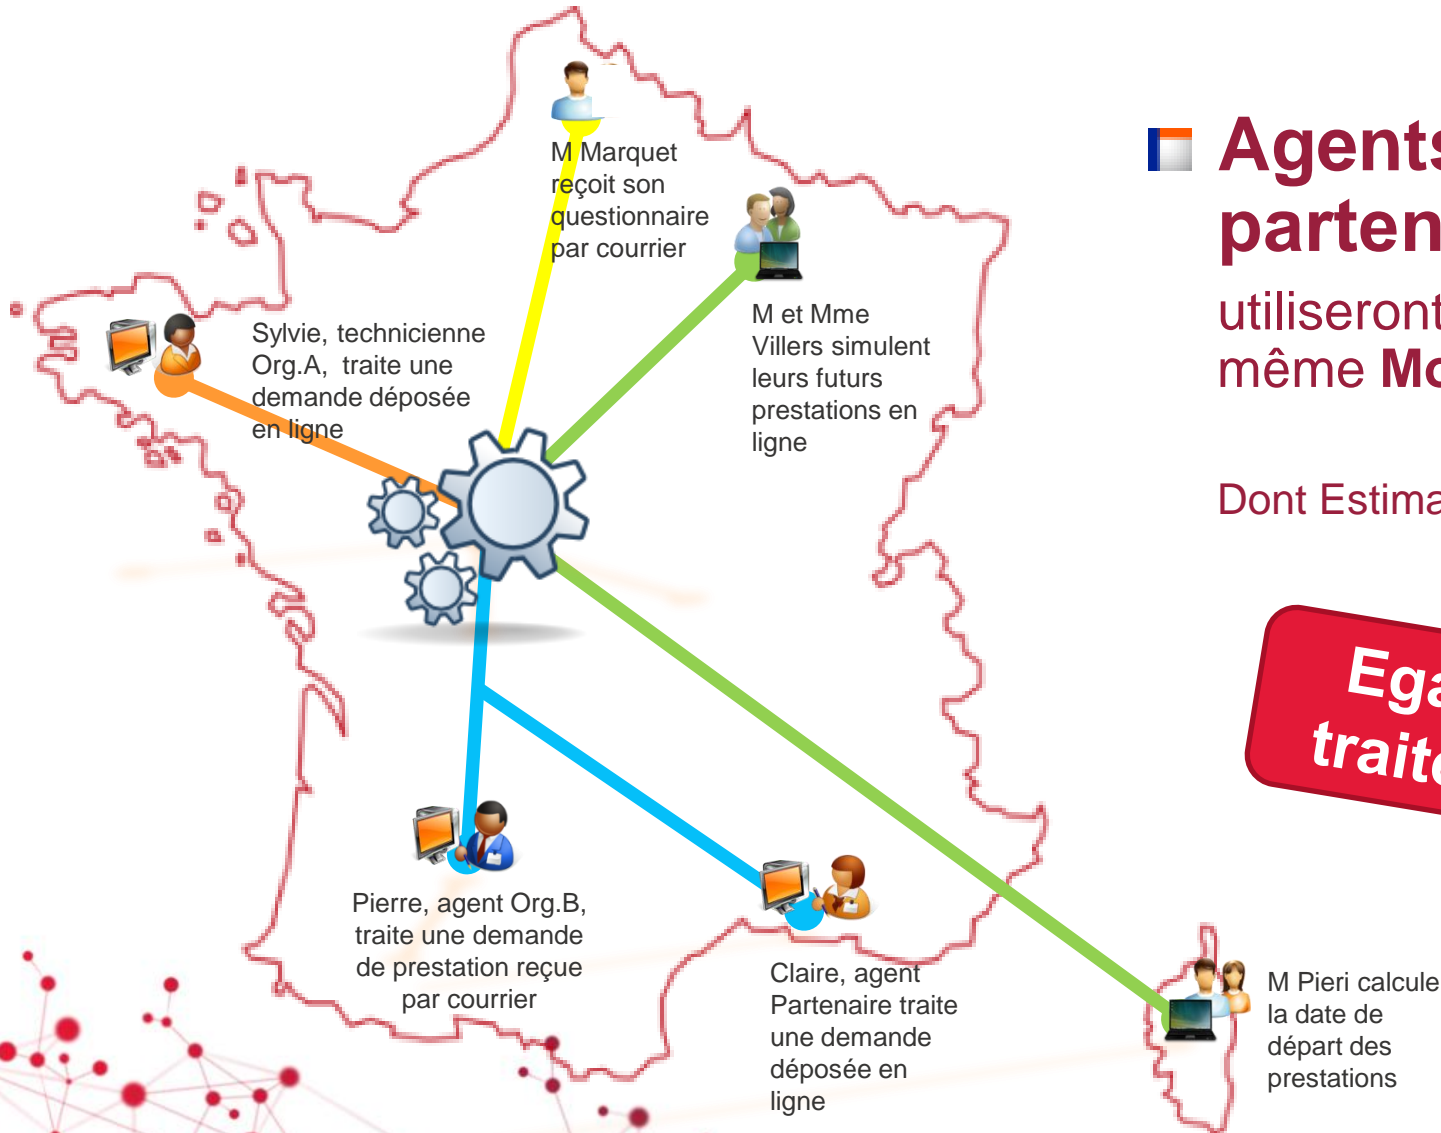 M Marquet
reçoit son
questionnaire
par courrier
Sylvie, technicienne
Org.A, traite une
demande déposée
en ligne
M et Mme
Villers simulent
leurs futurs
prestations en
ligne
Pierre, agent Org.B,
traite une demande
de prestation reçue
par courrier
Claire, agent
Partenaire traite
une demande
déposée en
ligne
M Pieri calcule
la date de
départ des
prestations
Agents
parten
utiliseront
même Mo
Dont Estima
Ega
traite